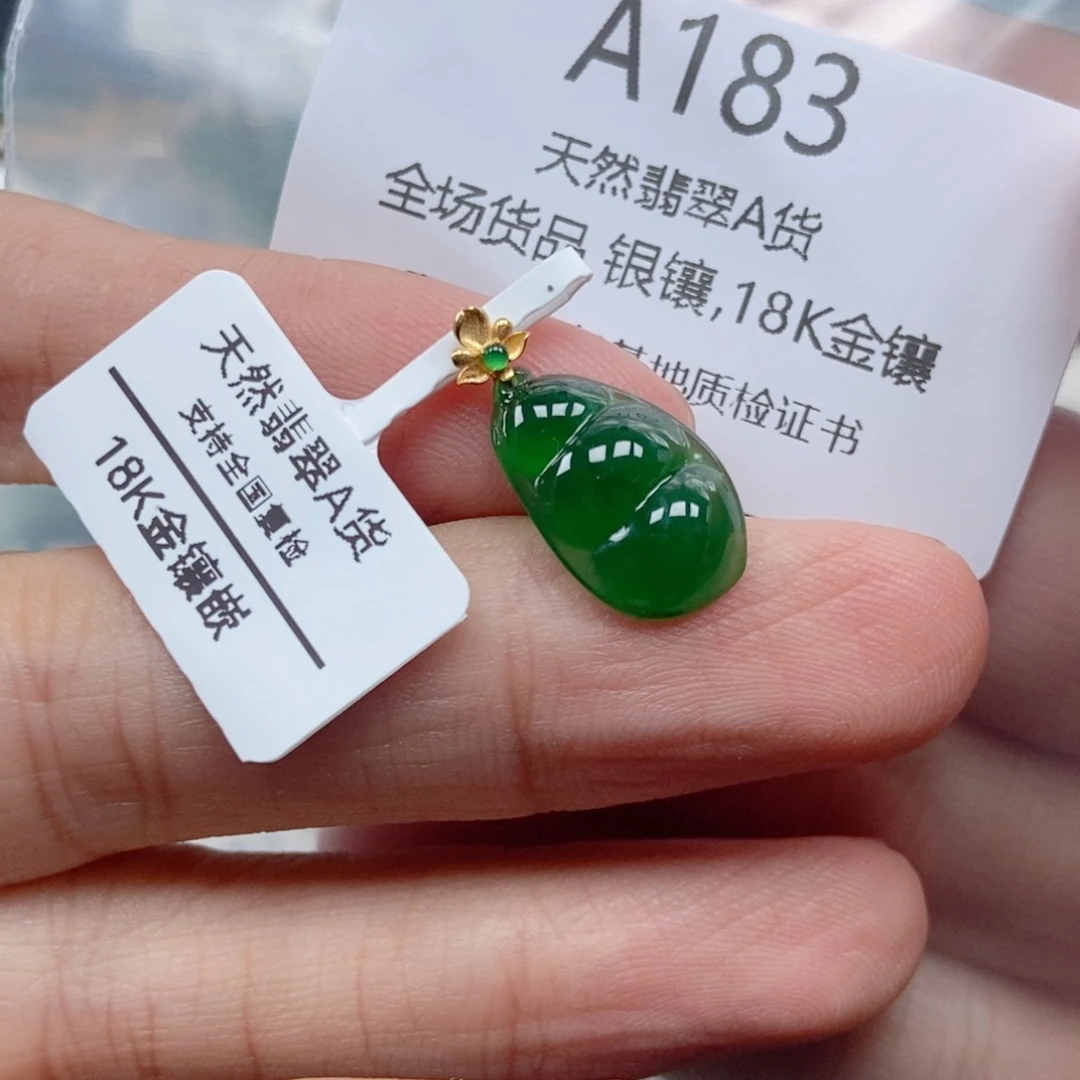 A183
天然翡翠A货
全场货品 银镶,18K金镶
基地质检证书
天然翡翠A货
支持全国复检
18K金镶嵌